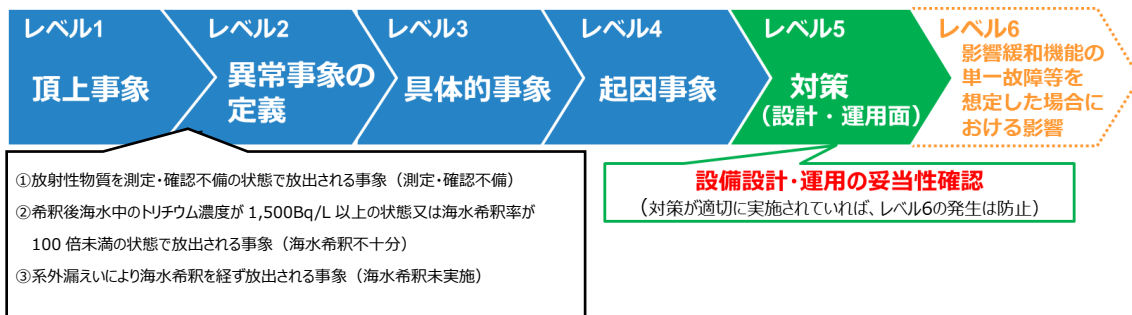 レベル1
頂上事象
レベル2
異常事象の
定義
レベル3
具体的事象
レベル4
起因事象
レベル5
対策
（設計・運用面）
レベル6
影響緩和機能の
単一故障等を
想定した場合に
おける影響
①放射性物質を測定・確認不備の状態で放出される事象（測定・確認不備）
②希釈後海水中のトリチウム濃度が 1,500Bq/L 以上の状態又は海水希釈率が
100 倍未満の状態で放出される事象（海水希釈不十分）
③系外漏えいにより海水希釈を経ず放出される事象（海水希釈未実施）
設備設計・運用の妥当性確認
（対策が適切に実施されていれば、レベル6の発生は防止）